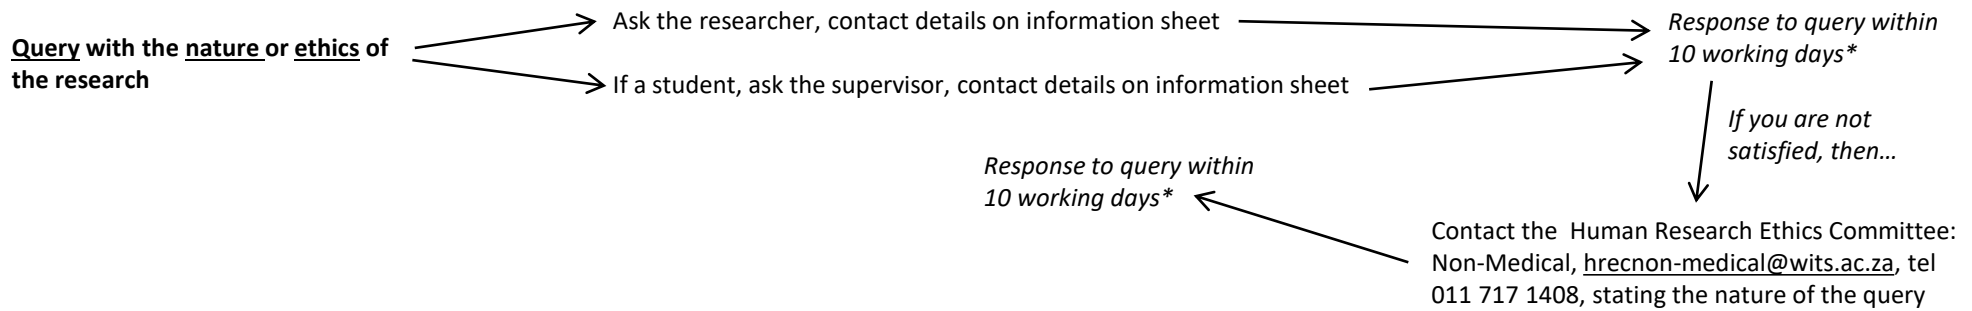 Query with the nature or ethics of
the research
Ask the researcher, contact details on information sheet
If a student, ask the supervisor, contact details on information sheet
Response to query within
10 working days*
If you are not
satisfied, then…
Contact the  Human Research Ethics Committee:
Non-Medical, hrecnon-medical@wits.ac.za, tel
011 717 1408, stating the nature of the query
Response to query within
10 working days*